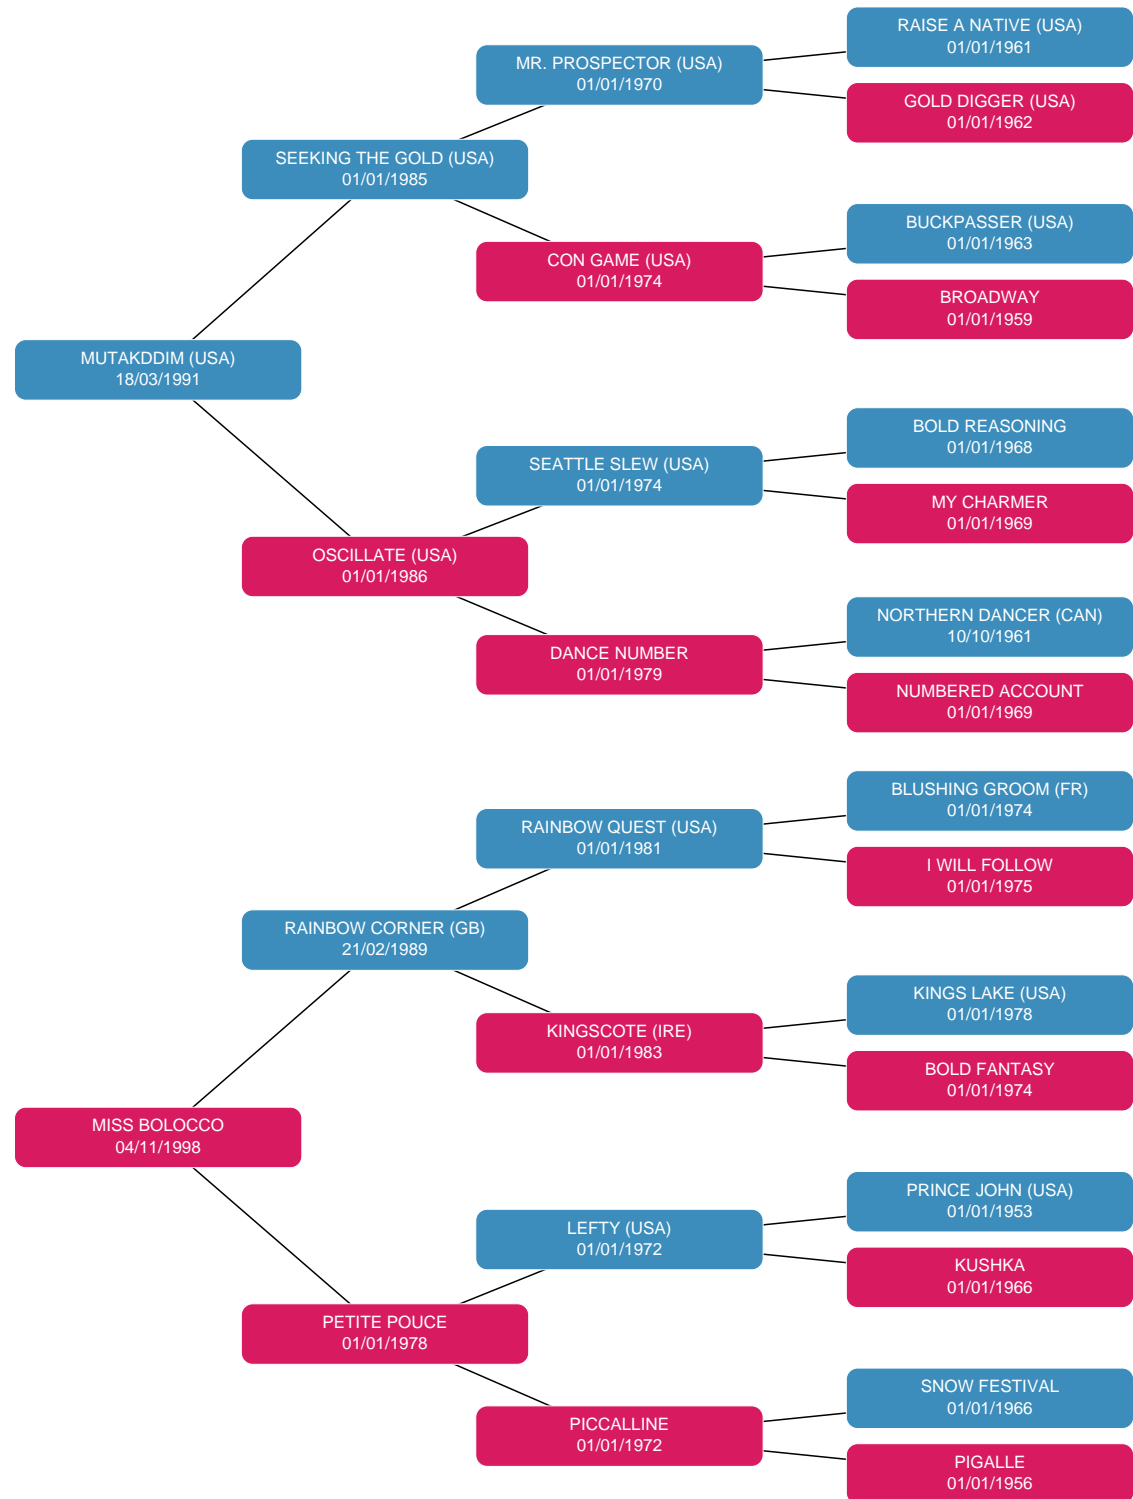 RAISE A NATIVE (USA)
01/01/1961
MR. PROSPECTOR (USA)
01/01/1970
GOLD DIGGER (USA)
01/01/1962
SEEKING THE GOLD (USA)
01/01/1985
BUCKPASSER (USA)
01/01/1963
CON GAME (USA)
01/01/1974
BROADWAY
01/01/1959
MUTAKDDIM (USA)
18/03/1991
BOLD REASONING
01/01/1968
SEATTLE SLEW (USA)
01/01/1974
MY CHARMER
01/01/1969
OSCILLATE (USA)
01/01/1986
NORTHERN DANCER (CAN)
10/10/1961
DANCE NUMBER
01/01/1979
NUMBERED ACCOUNT
01/01/1969
BLUSHING GROOM (FR)
01/01/1974
RAINBOW QUEST (USA)
01/01/1981
I WILL FOLLOW
01/01/1975
RAINBOW CORNER (GB)
21/02/1989
KINGS LAKE (USA)
01/01/1978
KINGSCOTE (IRE)
01/01/1983
BOLD FANTASY
01/01/1974
MISS BOLOCCO
04/11/1998
PRINCE JOHN (USA)
01/01/1953
LEFTY (USA)
01/01/1972
KUSHKA
01/01/1966
PETITE POUCE
01/01/1978
SNOW FESTIVAL
01/01/1966
PICCALLINE
01/01/1972
PIGALLE
01/01/1956